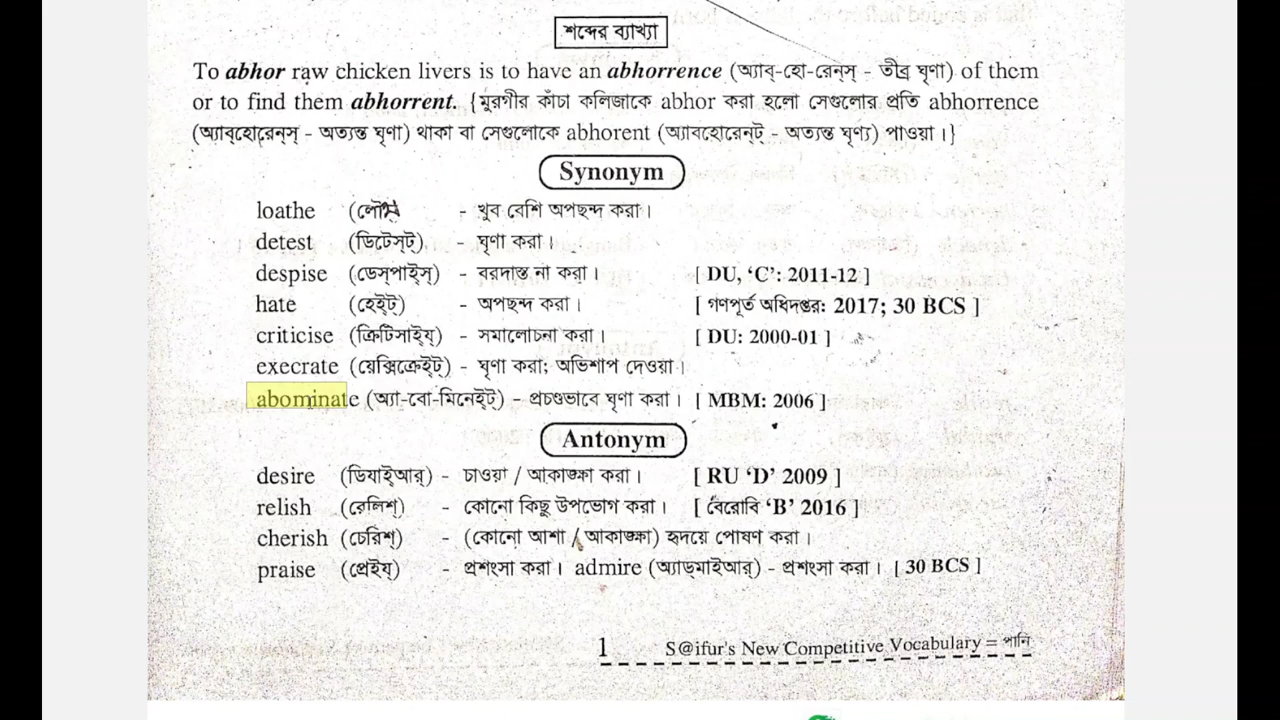 শব্দের ব্যাখ্যা
To abhor raw chicken livers is to have an abhorrence (অ্যাব্-হো-রেন্স্ - তীব্র ঘৃণা) of them
or to find them abhorrent. {মুরগীর কাঁচা কলিজাকে abhor করা হলো সেগুলোর প্রতি abhorrence
(অ্যাব্হোরেন্স্ - অত্যন্ত ঘৃণা) থাকা বা সেগুলোকে abhorent (অ্যাবহোরেন্ট্ - অত্যন্ত ঘৃণ্য) পাওয়া।}
Synonym
loathe - খুব বেশি অপছন্দ করা।
detest (ডিটেস্ট্) - ঘৃণা করা।
despise (ডেস্পাইস্) - বরদাস্ত না করা। [ DU, ‘C’: 2011-12 ]
hate (হেইট্) - অপছন্দ করা। [ গণপূর্ত অধিদপ্তর: 2017; 30 BCS ]
criticise (ক্রিটিসাইয্) - সমালোচনা করা। [ DU: 2000-01 ]
execrate (য়েক্সিক্রেইট্) - ঘৃণা করা; অভিশাপ দেওয়া।
abominate (অ্যা-বো-মিনেইট্) - প্রচণ্ডভাবে ঘৃণা করা। [ MBM: 2006 ]
Antonym
desire (ডিযাইআর্) - চাওয়া / আকাঙ্ক্ষা করা। [ RU ‘D’ 2009 ]
relish (রেলিশ্) - কোনো কিছু উপভোগ করা। [ বেরোবি ‘B’ 2016 ]
cherish (চেরিশ্) - (কোনো আশা / আকাঙ্ক্ষা) হৃদয়ে পোষণ করা।
praise (প্রেইয্) - প্রশংসা করা। admire (অ্যাড্মাইআর্) - প্রশংসা করা। [ 30 BCS ]
1 S@ifur's New Competitive Vocabulary = পানি